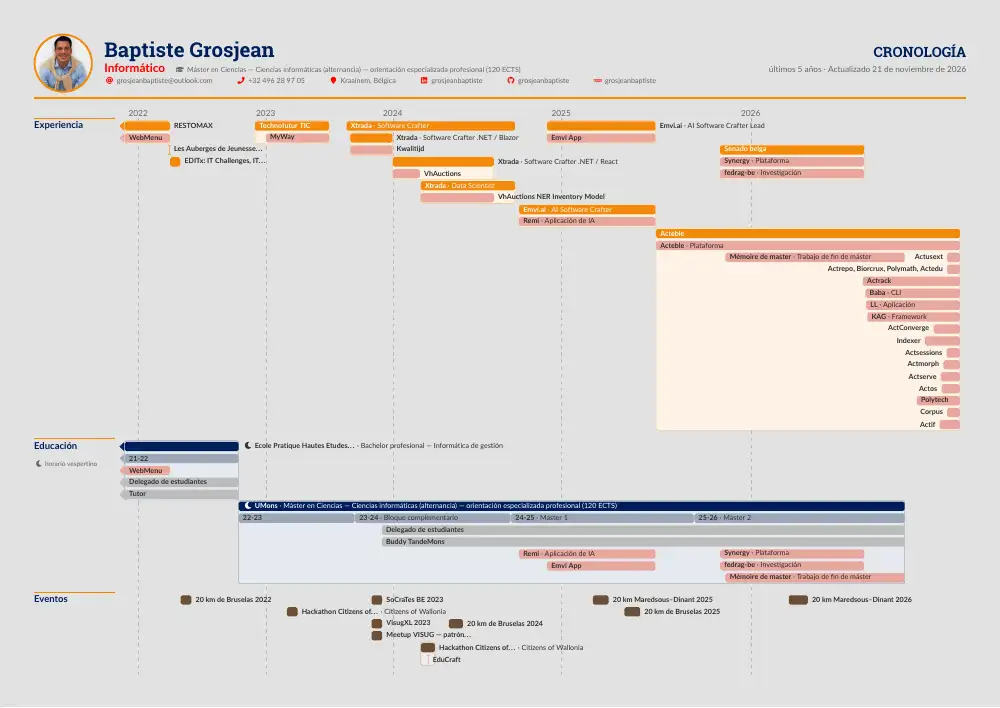 Baptiste Grosjean
CRONOLOGÍA
Informático Máster en Ciencias — Ciencias informáticas (alternancia) — orientación especializada profesional (120 ECTS)
últimos 5 años · Actualizado 21 de noviembre de 2026
grosjeanbaptiste@outlook.com +32 496 28 97 05 Kraainem, Bélgica grosjeanbaptiste grosjeanbaptiste grosjeanbaptiste
2022 2023 2024 2025 2026
Experiencia
RESTOMAX Technofutur TIC Xtrada · Software Crafter Emvi.ai · AI Software Crafter Lead
WebMenu MyWay Xtrada · Software Crafter .NET / Blazor Emvi App
Les Auberges de Jeunesse… Kwalitijd Senado belga
EDITx: IT Challenges, IT… Xtrada · Software Crafter .NET / React Synergy · Plataforma
VhAuctions fedrag-be · Investigación
Xtrada · Data Scientist
VhAuctions NER Inventory Model
Emvi.ai · AI Software Crafter
Remi · Aplicación de IA
Acteble
Acteble · Plataforma
Mémoire de master · Trabajo de fin de máster Actusext
Actrepo, Biorcrux, Polymath, Actedu
Actrack
Baba · CLI
LL · Aplicación
KAG · Framework
ActConverge
Indexer
Actsessions
Actmorph
Actserve
Actos
Polytech
Corpus
Actif
Educación
Ecole Pratique Hautes Etudes… · Bachelor profesional — Informática de gestión
horario vespertino
21-22
WebMenu
Delegado de estudiantes
Tutor
UMons · Máster en Ciencias — Ciencias informáticas (alternancia) — orientación especializada profesional (120 ECTS)
22-23 23-24 · Bloque complementario 24-25 · Máster 1 25-26 · Máster 2
Delegado de estudiantes
Buddy TandeMons
Remi · Aplicación de IA Synergy · Plataforma
Emvi App fedrag-be · Investigación
Mémoire de master · Trabajo de fin de máster
Eventos
20 km de Bruselas 2022 SoCraTes BE 2023 20 km Maredsous–Dinant 2025 20 km Maredsous–Dinant 2026
Hackathon Citizens of… · Citizens of Wallonia 20 km de Bruselas 2025
VisugXL 2023 20 km de Bruselas 2024
Meetup VISUG — patrón…
Hackathon Citizens of… · Citizens of Wallonia
EduCraft